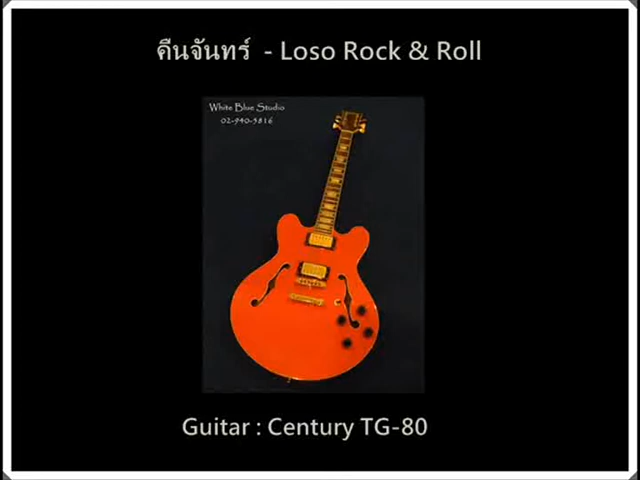 คืนจันทร์ - Loso Rock & Roll
White Blue Studio
02-940-5816
Guitar : Century TG-80